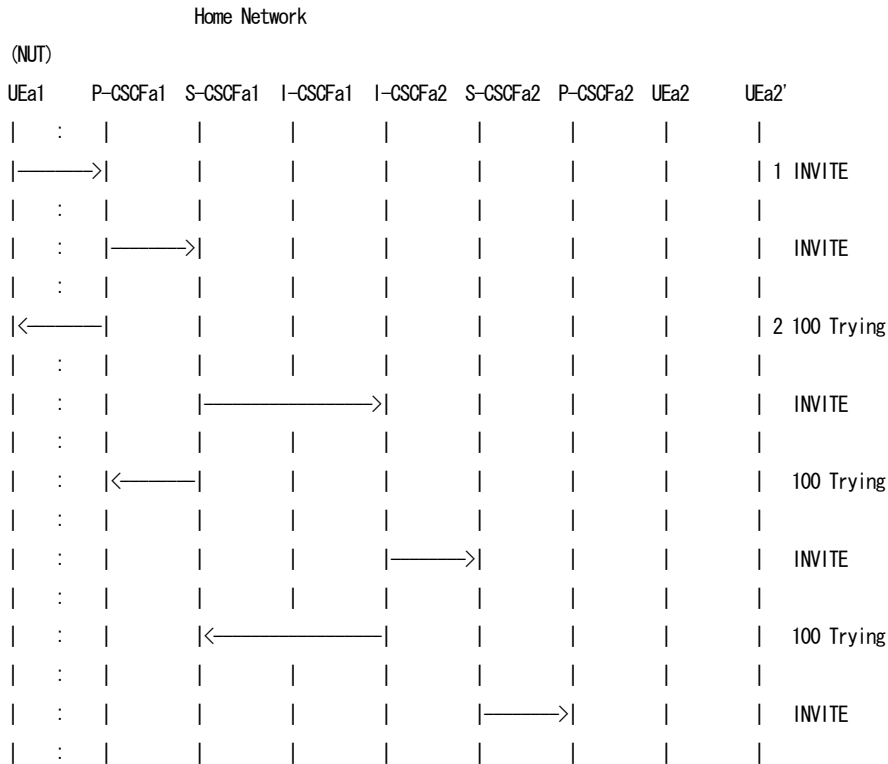 Home Network
(NUT)
UEa1 P-CSCFa1 S-CSCFa1 I-CSCFa1 I-CSCFa2 S-CSCFa2 P-CSCFa2 UEa2 UEa2'
1 INVITE
INVITE
2 100 Trying
INVITE
100 Trying
INVITE
100 Trying
INVITE